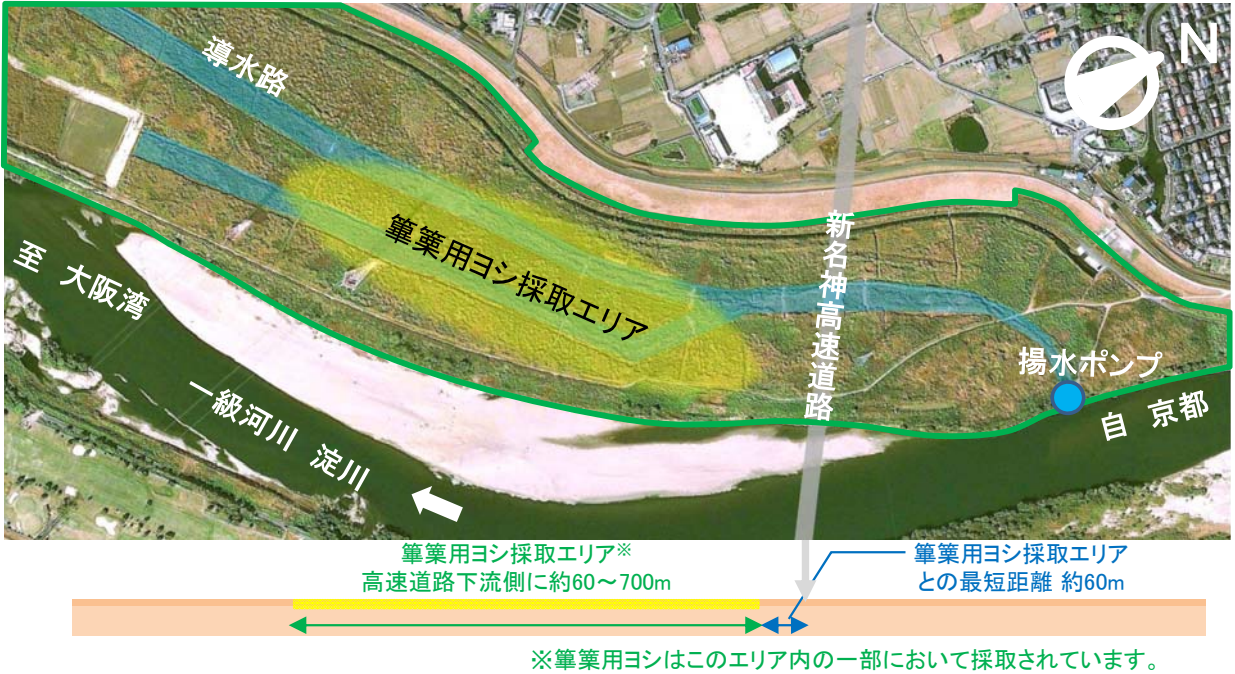 導水路
N
篳篥用ヨシ採取エリア
新名神高速道路
至 大阪湾
揚水ポンプ
自 京都
一級河川 淀川
篳篥用ヨシ採取エリア※
高速道路下流側に約60～700m
篳篥用ヨシ採取エリア
との最短距離 約60m
※篳篥用ヨシはこのエリア内の一部において採取されています。